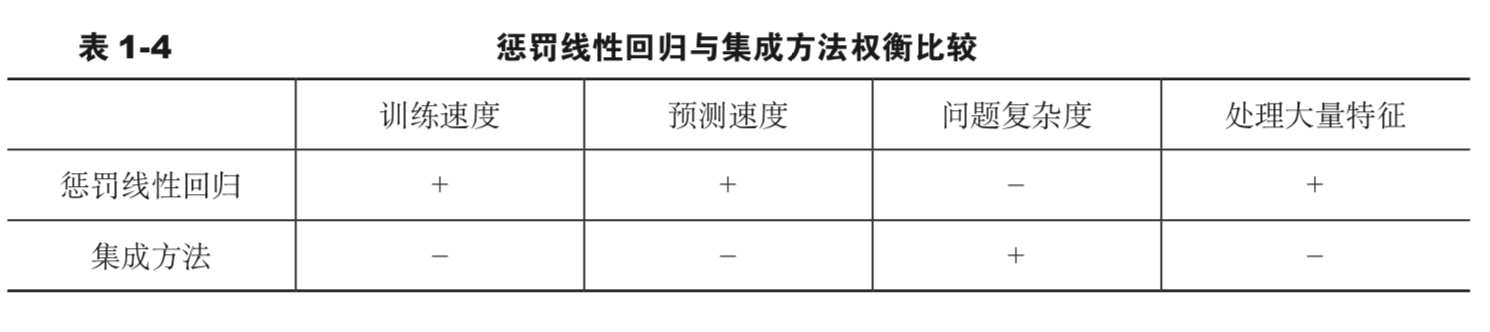 表 1-4 惩罚线性回归与集成方法权衡比较
训练速度 预测速度 问题复杂度 处理大量特征
惩罚线性回归 + + – +
集成方法 – – + –